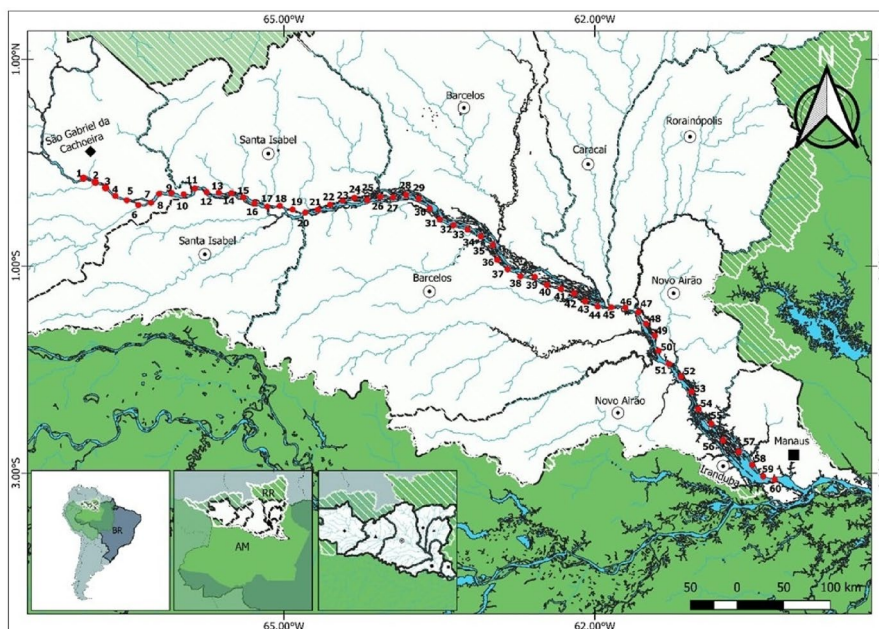 65.00°W 62.00°W
1.00°N
N
Barcelos
Rorainópolis
São Gabriel da
Cachoeira
Santa Isabel
Caracaí
1 2 3 4 5 6 7 8 9 10 11 12 13 14 15 16 17 18 19 20 21 22 23 24 25 26 27 28 29 30 31 32 33 34 35 36 37 38 39 40 41 42 43 44 45 46 47 48 49 50 51 52 53 54 55 56 57 58 59 60
Santa Isabel
1.00°S 1.00°S
Barcelos
Novo Airão
Novo Airão
Manaus
Iranduba
3.00°S 3.00°S
BR
RR
AM
50 0 50 100 km
65.00°W 62.00°W